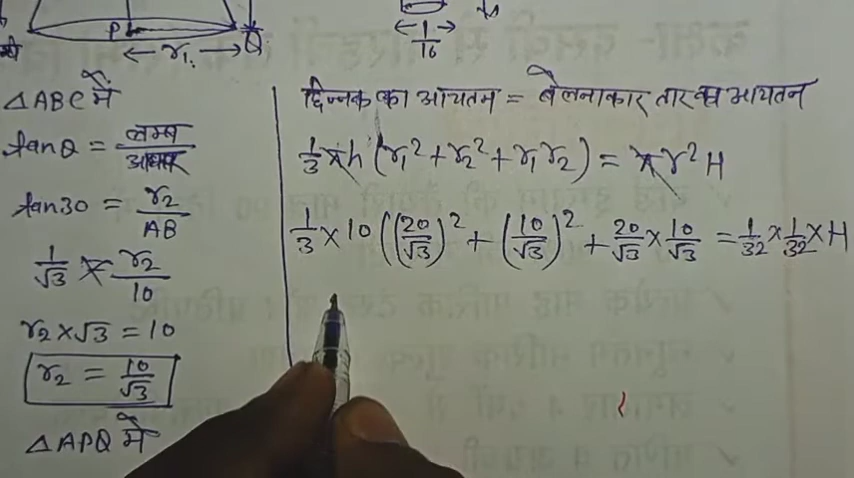 P
r₁
Q
1/16
△ABC में
tanθ = लम्ब/आधार
tan30 = r₂/AB
1/√3 = r₂/10
r₂×√3 = 10
r₂ = 10/√3
△APQ में
छिन्नक का आयतन = बेलनाकार तार का आयतन
1/3 πh (r₁² + r₂² + r₁r₂) = πr²H
1/3 × 10 ((20/√3)² + (10/√3)² + 20/√3 × 10/√3 = 1/32 × 1/32 × H